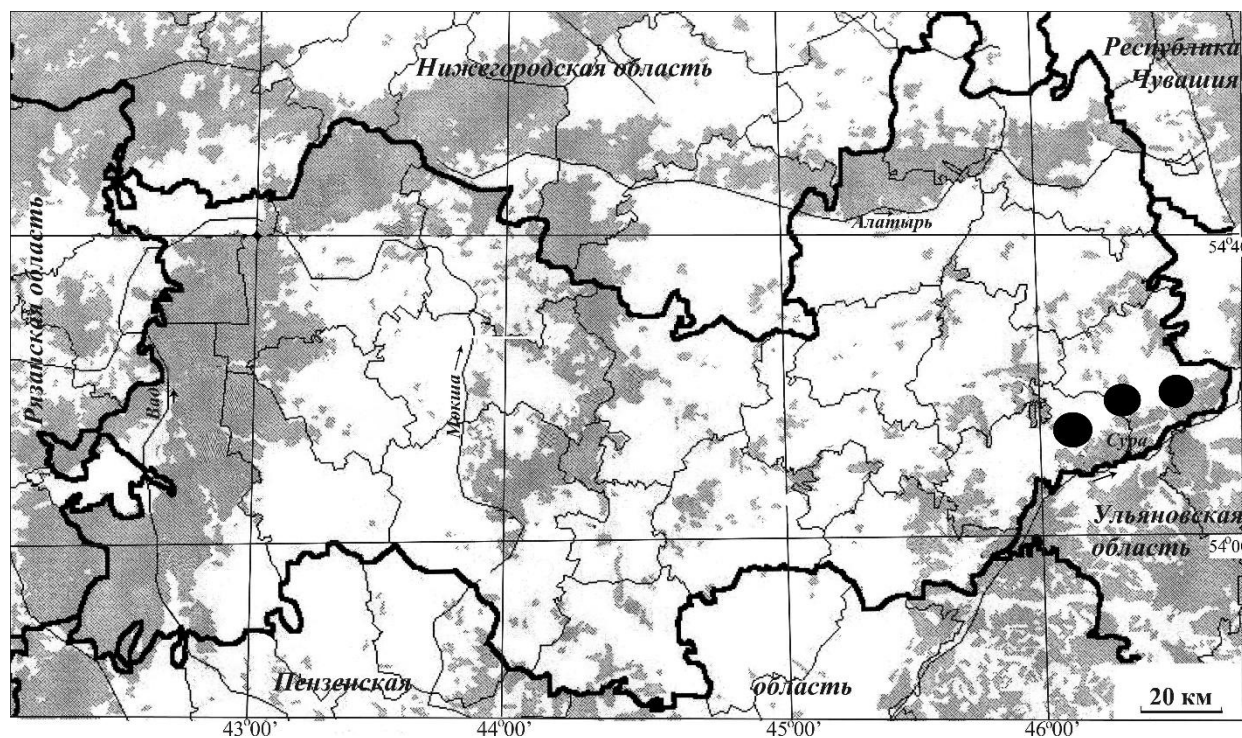 Нижегородская область
Республика
Чувашия
Рязанская область
Алатырь
54°40'
Вад
Мокша
Сура
Ульяновская
область
54°00'
Пензенская
область
20 км
43°00'
44°00'
45°00'
46°00'